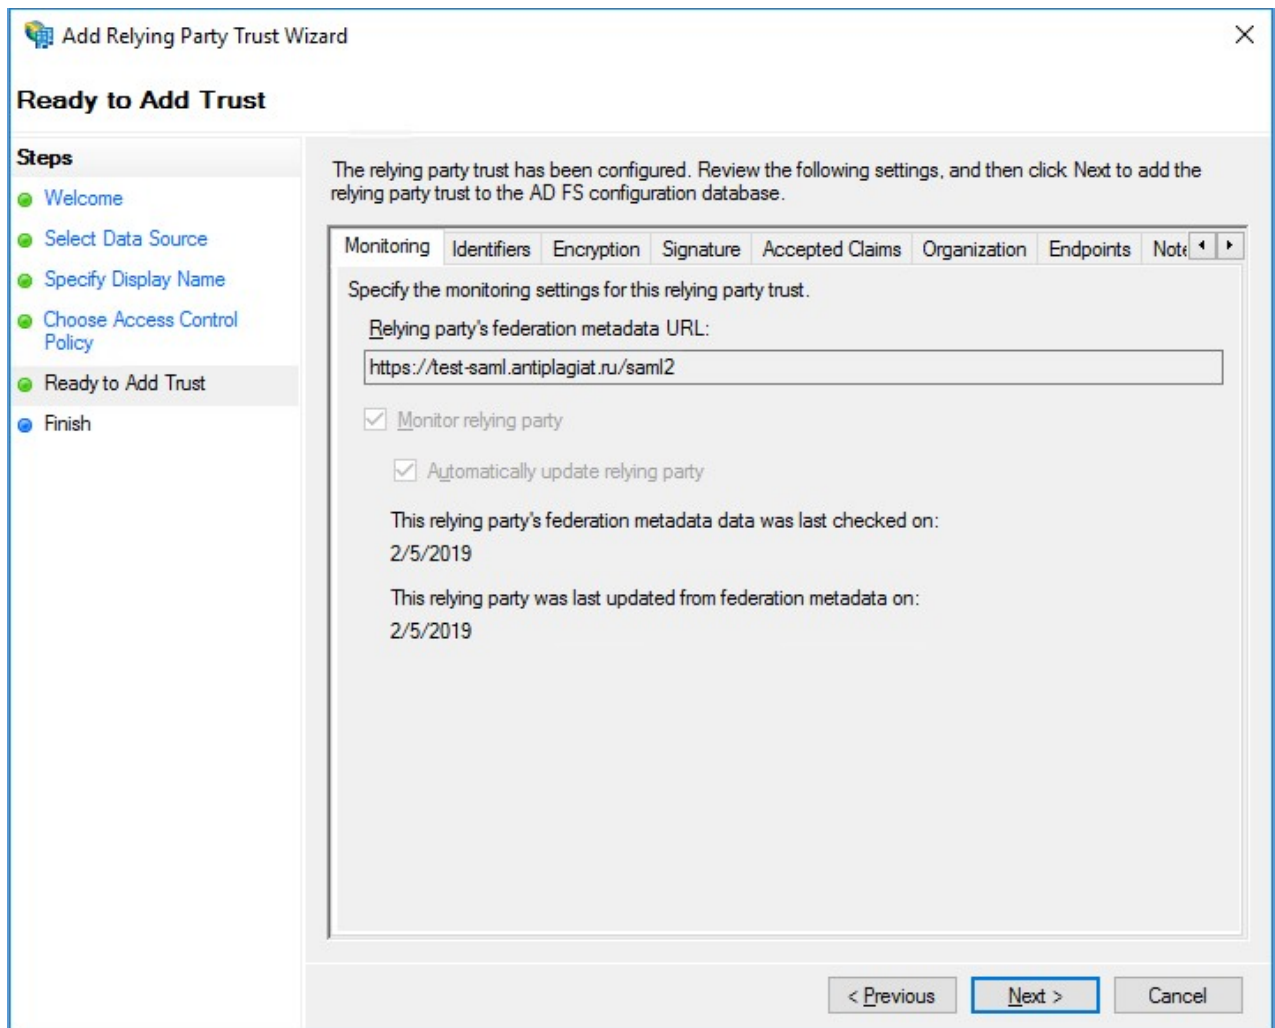 Add Relying Party Trust Wizard
Ready to Add Trust
Steps
Welcome
Select Data Source
Specify Display Name
Choose Access Control
Policy
Ready to Add Trust
Finish
The relying party trust has been configured. Review the following settings, and then click Next to add the
relying party trust to the AD FS configuration database.
Monitoring Identifiers Encryption Signature Accepted Claims Organization Endpoints Note
Specify the monitoring settings for this relying party trust.
Relying party's federation metadata URL:
https://test-saml.antiplagiat.ru/saml2
Monitor relying party
Automatically update relying party
This relying party's federation metadata data was last checked on:
2/5/2019
This relying party was last updated from federation metadata on:
2/5/2019
< Previous Next > Cancel